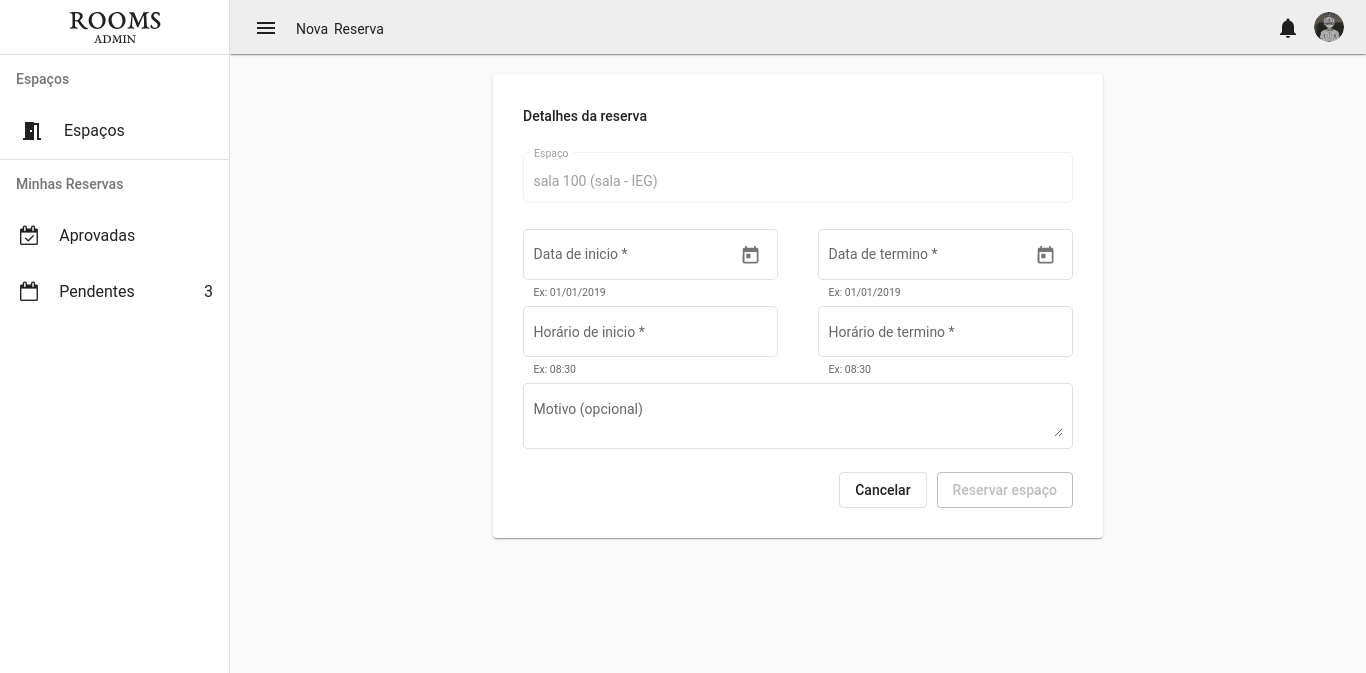 ROOMS
ADMIN
Nova Reserva
Espaços
Espaços
Minhas Reservas
Aprovadas
Pendentes 3
Detalhes da reserva
Espaço
sala 100 (sala - IEG)
Data de inicio * Data de termino *
Ex: 01/01/2019 Ex: 01/01/2019
Horário de inicio * Horário de termino *
Ex: 08:30 Ex: 08:30
Motivo (opcional)
Cancelar Reservar espaço